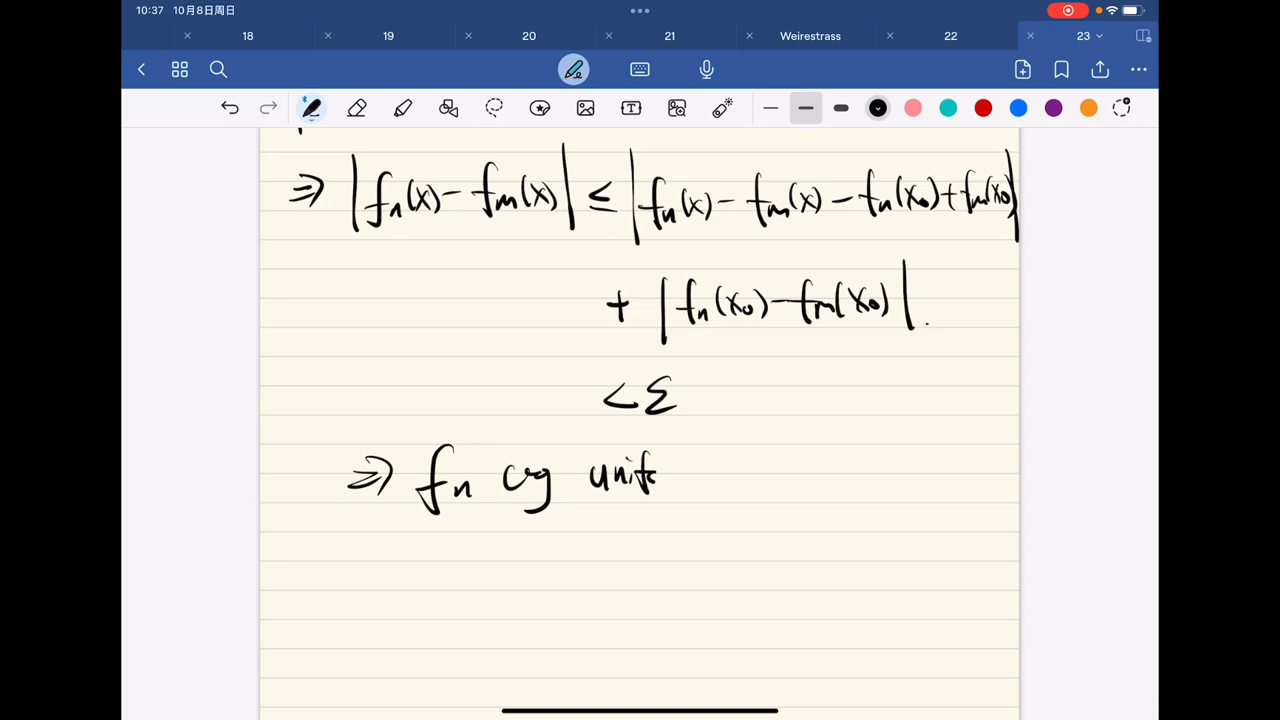 10:37 10月8日周日
18 19 20 21 Weirestrass 22 23
⇒ |fn(x) - fm(x)| ≤ |fn(x) - fm(x) - fn(x0) + fm(x0)|
+ |fn(x0) - fm(x0)|.
< ε
⇒ fn cg unif